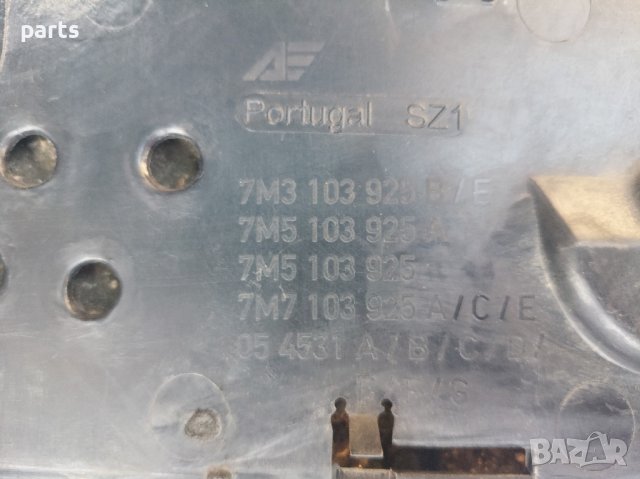 ES
parts
AE
Portugal SZ1
7M3 103 925 B/E
7M5 103 925 A
7M5 103 925
7M7 103 925 A/C/E
05 4531 A/B/C/D/
BAZAR